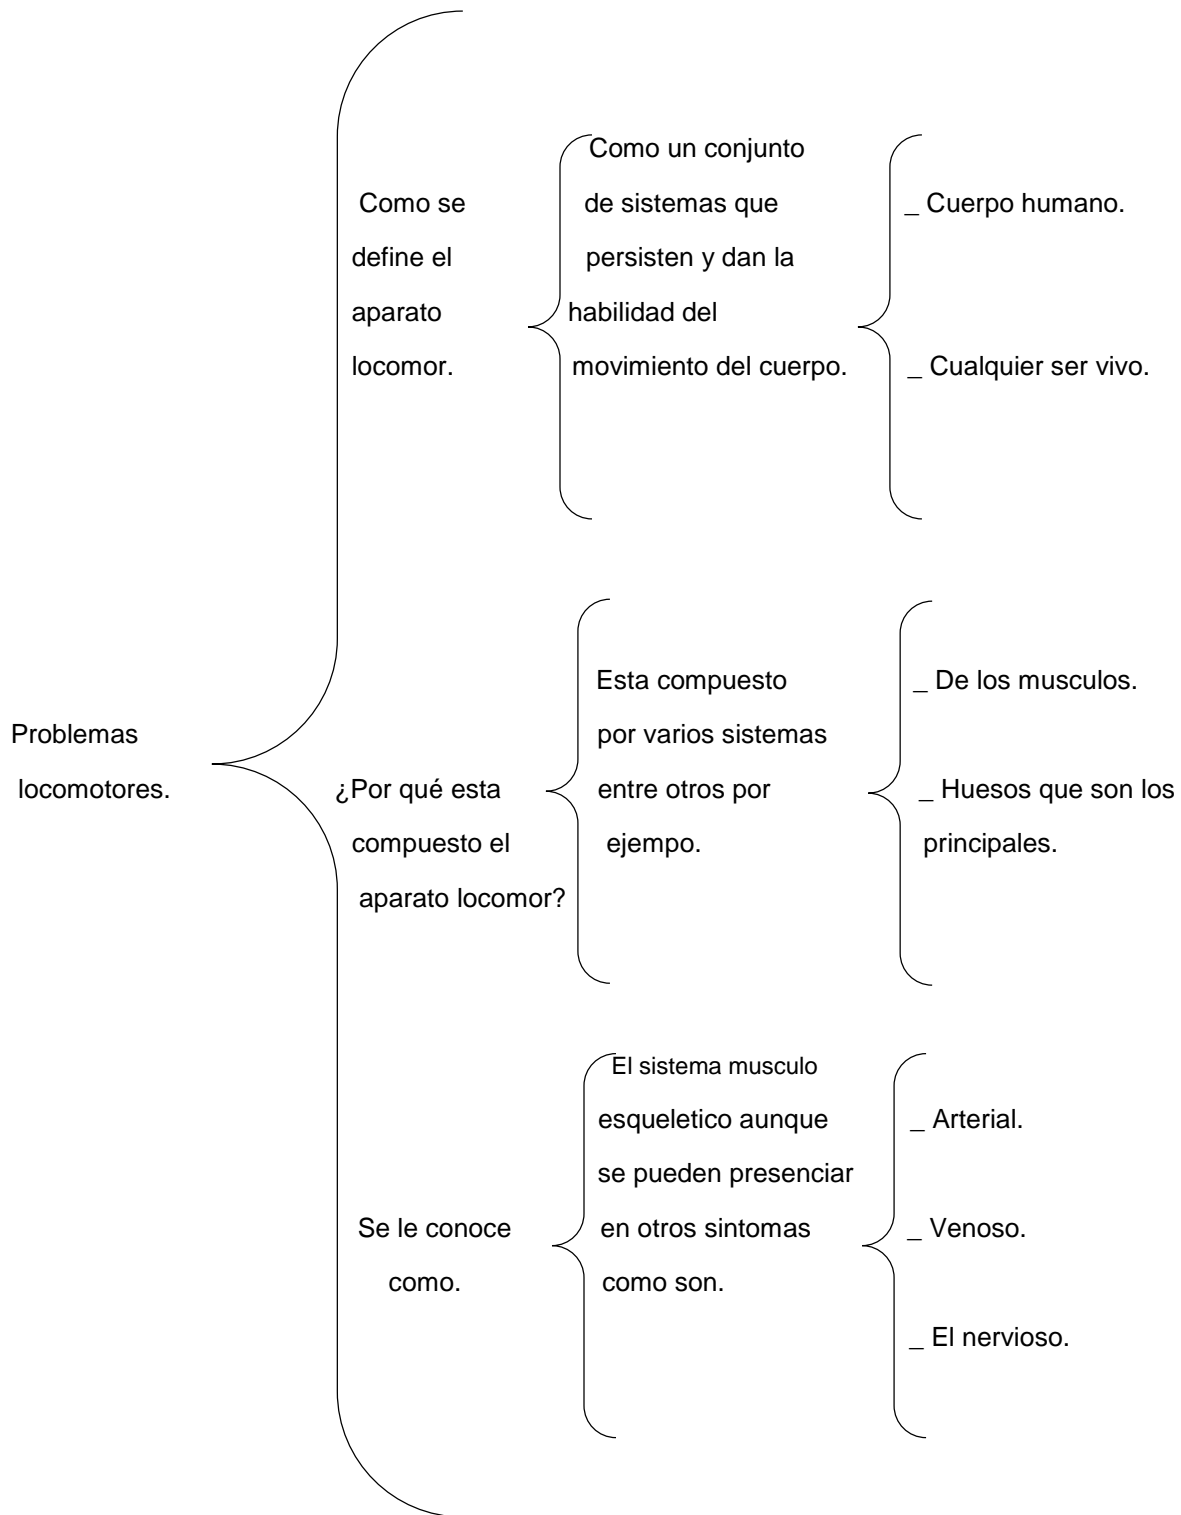 Problemas
locomotores.
Como se
define el
aparato
locomor.
Como un conjunto
de sistemas que
persisten y dan la
habilidad del
movimiento del cuerpo.
_ Cuerpo humano.
_ Cualquier ser vivo.
¿Por qué esta
compuesto el
aparato locomor?
Esta compuesto
por varios sistemas
entre otros por
ejempo.
_ De los musculos.
_ Huesos que son los
principales.
Se le conoce
como.
El sistema musculo
esqueletico aunque
se pueden presenciar
en otros sintomas
como son.
_ Arterial.
_ Venoso.
_ El nervioso.